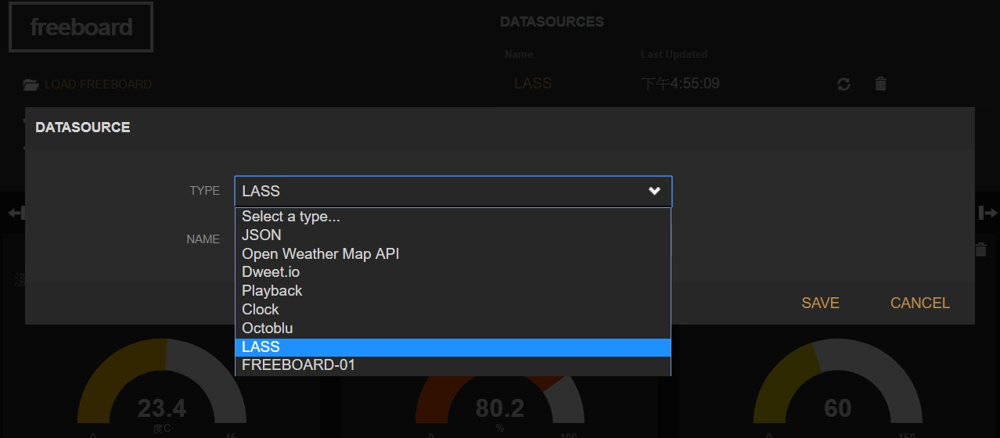 freeboard
DATASOURCES
Name Last Updated
LOAD FREEBOARD
LASS 下午4:55:09
DATASOURCE
TYPE LASS
Select a type...
JSON
NAME
Open Weather Map API
Dweet.io
Playback
Clock
Octoblu
LASS
FREEBOARD-01
SAVE CANCEL
溫
23.4
度C
0 45
80.2
%
0 100
60
0 150